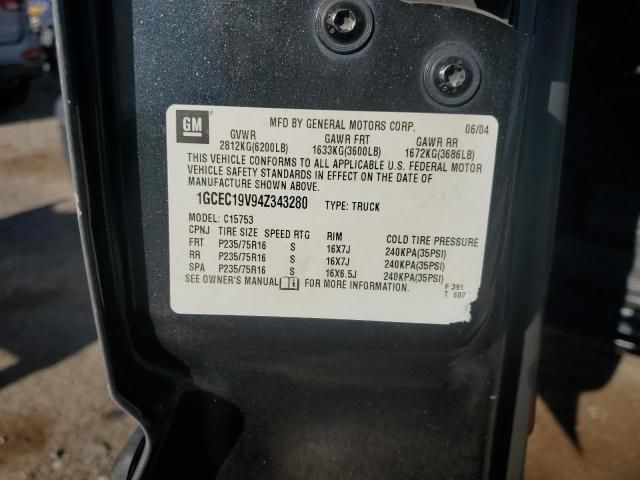 GM
MFD BY GENERAL MOTORS CORP. 06/04
GVWR GAWR FRT GAWR RR
2812KG(6200LB) 1633KG(3600LB) 1672KG(3686LB)
THIS VEHICLE CONFORMS TO ALL APPLICABLE U.S. FEDERAL MOTOR
VEHICLE SAFETY STANDARDS IN EFFECT ON THE DATE OF
MANUFACTURE SHOWN ABOVE.
1GCEC19V94Z343280 TYPE: TRUCK
MODEL: C15753
CPNJ TIRE SIZE SPEED RTG RIM COLD TIRE PRESSURE
FRT P235/75R16 S 16X7J 240KPA(35PSI)
RR P235/75R16 S 16X7J 240KPA(35PSI)
SPA P235/75R16 S 16X6.5J 240KPA(35PSI)
SEE OWNER'S MANUAL FOR MORE INFORMATION. F 391
T 607